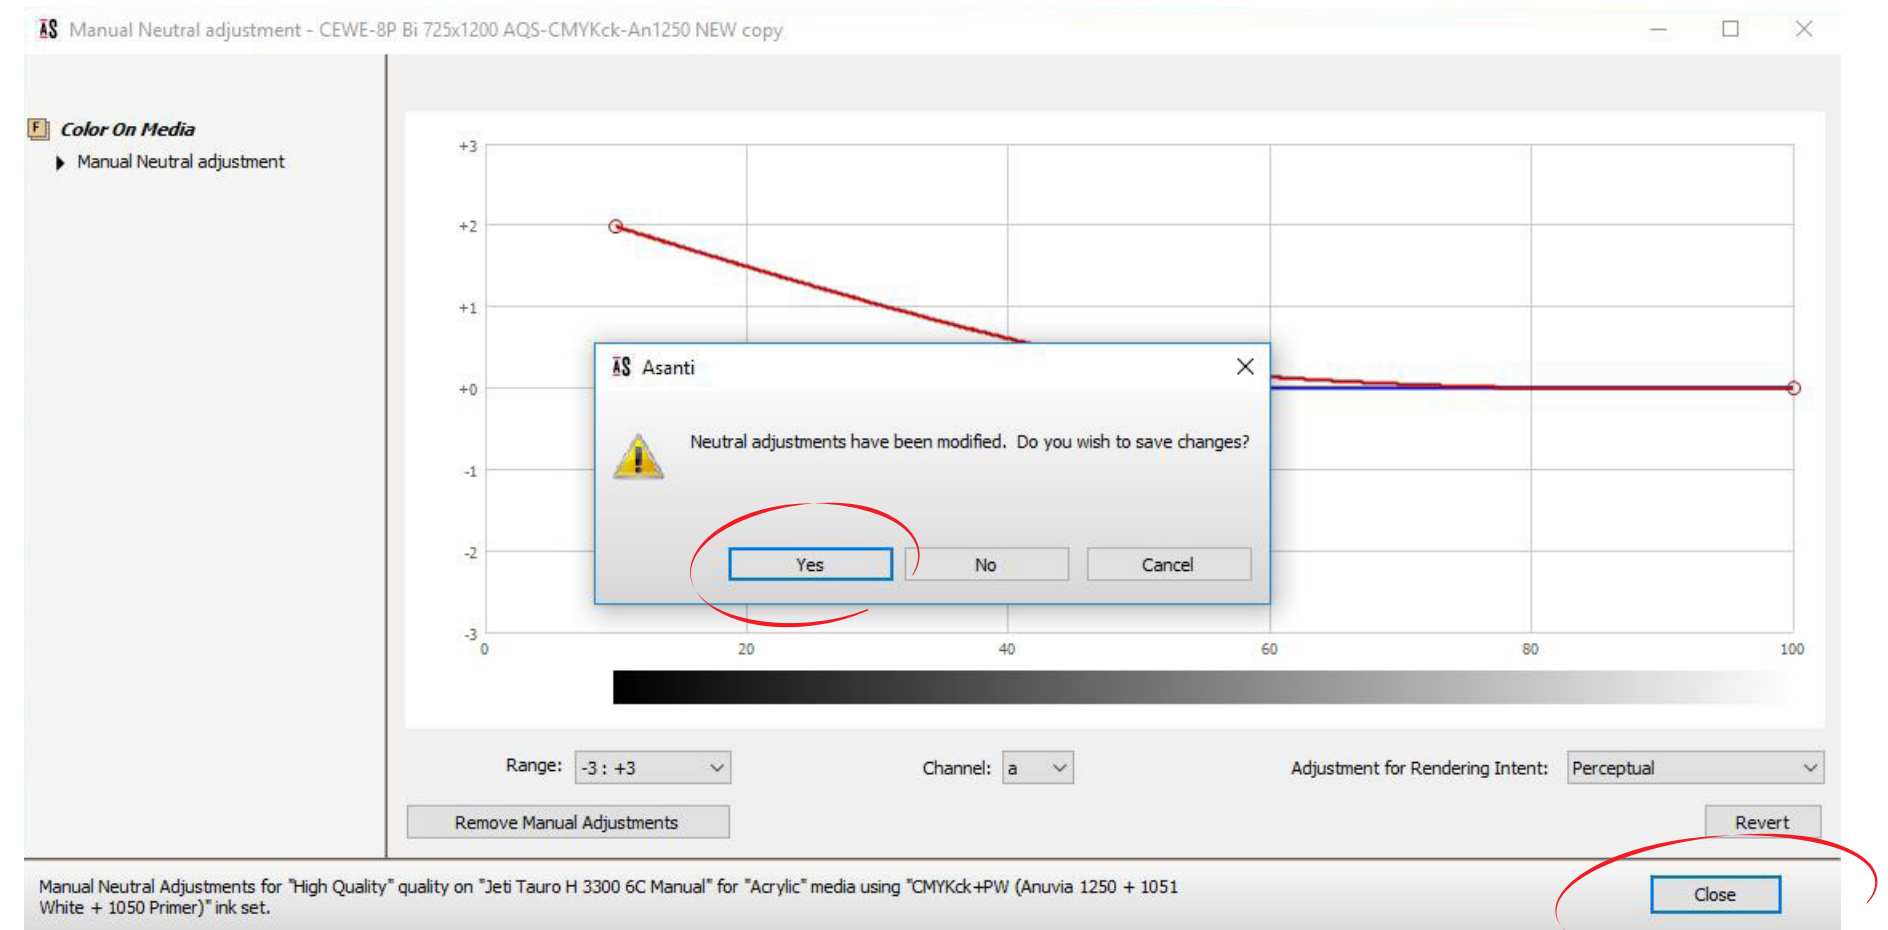 AS Manual Neutral adjustment - CEWE-8P Bi 725x1200 AQS-CMYKck-An1250 NEW copy
F Color On Media
Manual Neutral adjustment
+3
+2
+1
+0
-1
-2
-3
0 20 40 60 80 100
AS Asanti
Neutral adjustments have been modified. Do you wish to save changes?
Yes No Cancel
Range: -3 : +3 Channel: a Adjustment for Rendering Intent: Perceptual
Remove Manual Adjustments Revert
Manual Neutral Adjustments for "High Quality" quality on "Jeti Tauro H 3300 6C Manual" for "Acrylic" media using "CMYKck+PW (Anuvia 1250 + 1051
White + 1050 Primer)" ink set.
Close